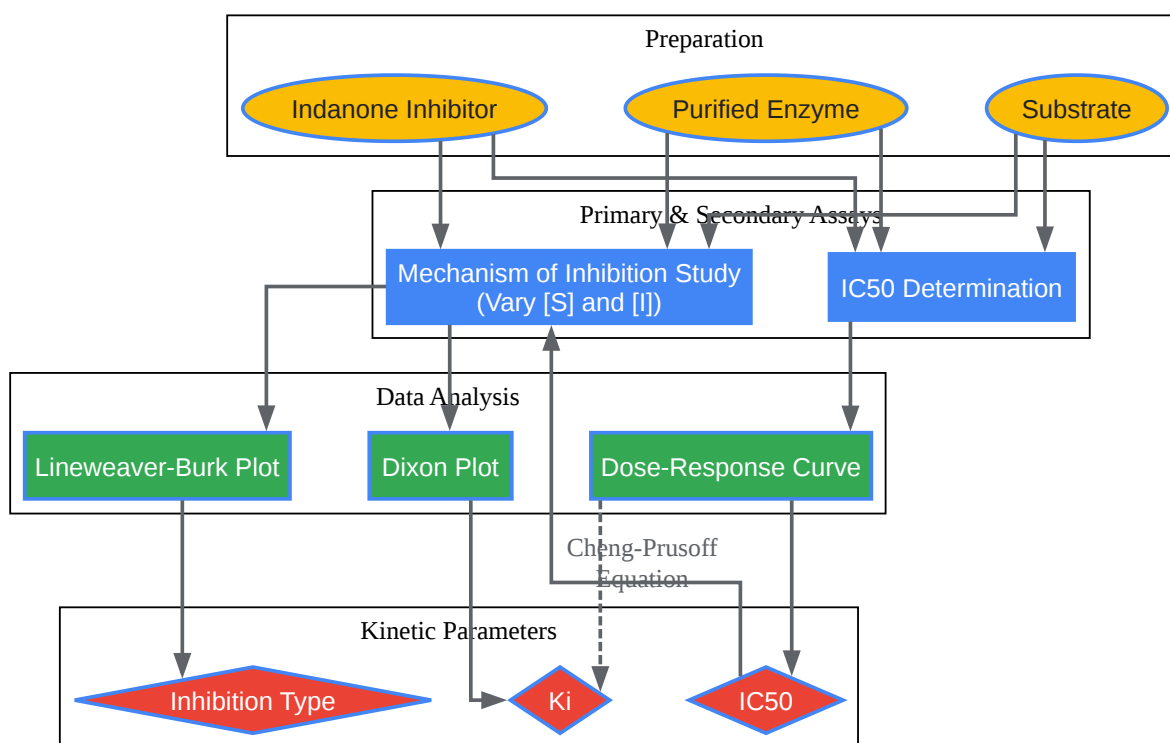 Preparation
Indanone Inhibitor
Purified Enzyme
Substrate
Primary & Secondary Assays
Mechanism of Inhibition Study
(Vary [S] and [I])
IC50 Determination
Data Analysis
Lineweaver-Burk Plot
Dixon Plot
Dose-Response Curve
Cheng-Prusoff
Equation
Kinetic Parameters
Inhibition Type
Ki
IC50